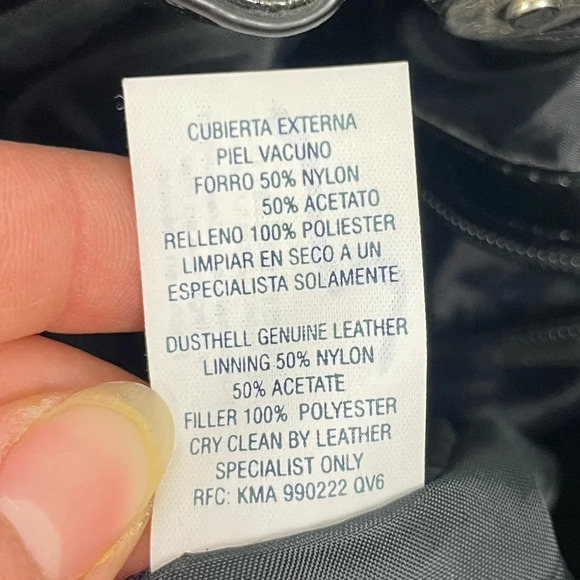 CUBIERTA EXTERNA
PIEL VACUNO
FORRO 50% NYLON
50% ACETATO
RELLENO 100% POLIESTER
LIMPIAR EN SECO A UN
ESPECIALISTA SOLAMENTE
DUSTHELL GENUINE LEATHER
LINNING 50% NYLON
50% ACETATE
FILLER 100% POLYESTER
CRY CLEAN BY LEATHER
SPECIALIST ONLY
RFC: KMA 990222 QV6